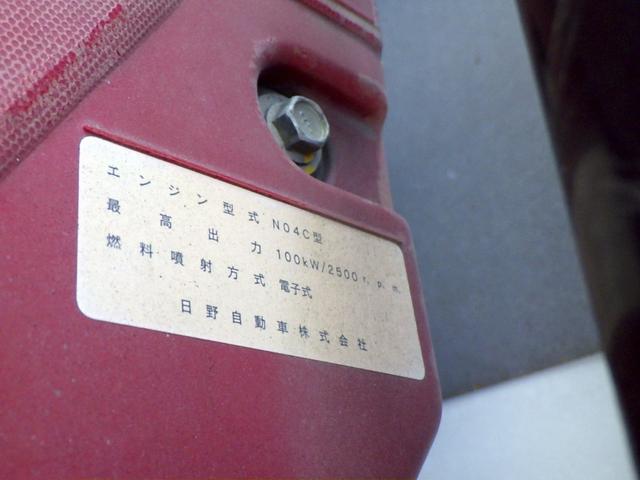 エンジン型式 N04C型
最高出力 100kW/2500 r. p. m.
燃料噴射方式 電子式
日野自動車株式会社